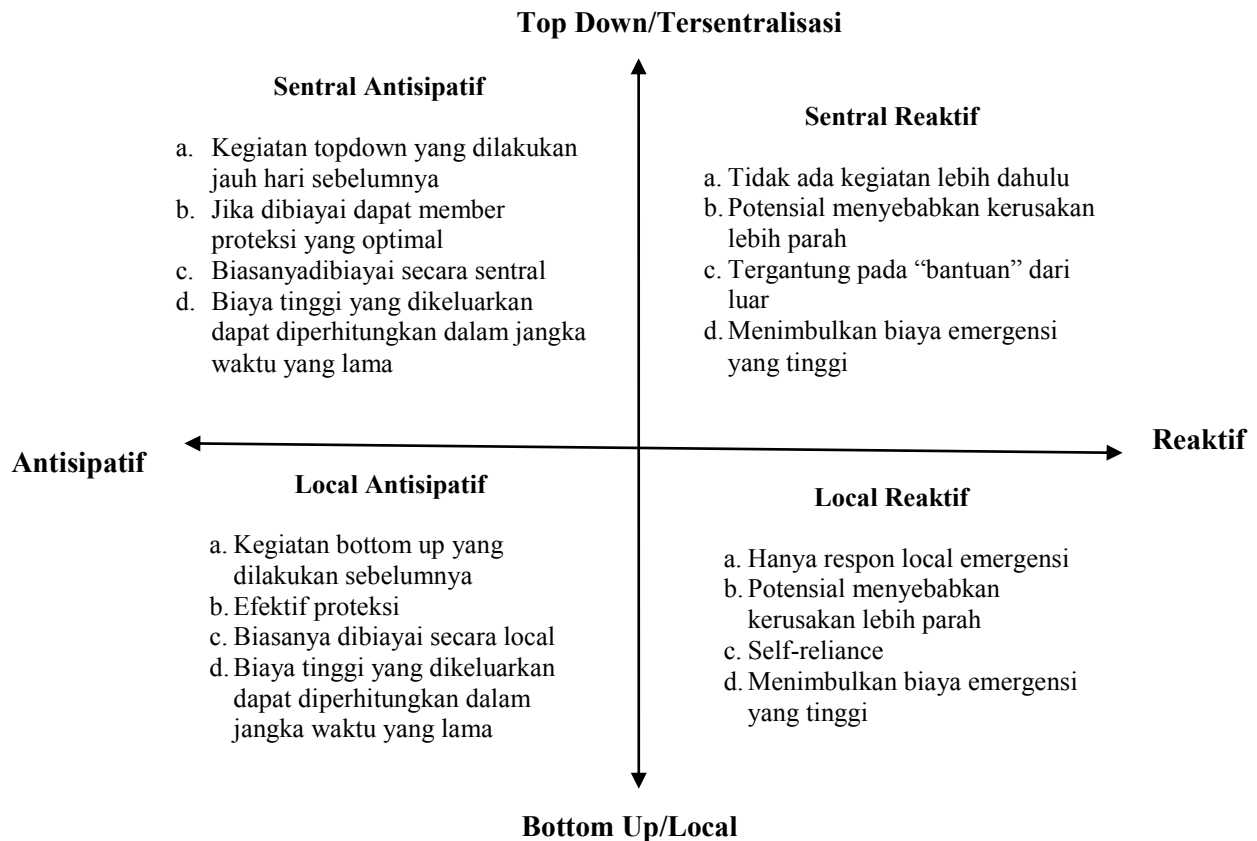 Top Down/Tersentralisasi
Sentral Antisipatif
a. Kegiatan topdown yang dilakukan
jauh hari sebelumnya
b. Jika dibiayai dapat member
proteksi yang optimal
c. Biasanyadibiayai secara sentral
d. Biaya tinggi yang dikeluarkan
dapat diperhitungkan dalam jangka
waktu yang lama
Sentral Reaktif
a. Tidak ada kegiatan lebih dahulu
b. Potensial menyebabkan kerusakan
lebih parah
c. Tergantung pada “bantuan” dari
luar
d. Menimbulkan biaya emergensi
yang tinggi
Antisipatif
Reaktif
Local Antisipatif
a. Kegiatan bottom up yang
dilakukan sebelumnya
b. Efektif proteksi
c. Biasanya dibiayai secara local
d. Biaya tinggi yang dikeluarkan
dapat diperhitungkan dalam
jangka waktu yang lama
Local Reaktif
a. Hanya respon local emergensi
b. Potensial menyebabkan
kerusakan lebih parah
c. Self-reliance
d. Menimbulkan biaya emergensi
yang tinggi
Bottom Up/Local